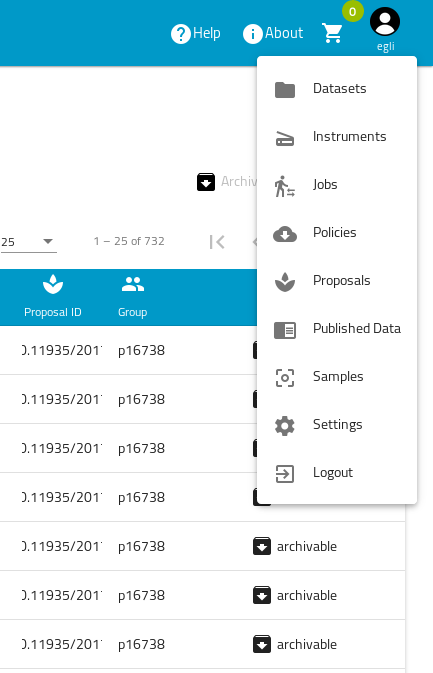 Help
About
0
egli
Datasets
Instruments
Archiv
Jobs
25
1 – 25 of 732
Policies
Proposals
Proposal ID
Group
Published Data
0.11935/201
p16738
Samples
0.11935/201
p16738
Settings
0.11935/201
p16738
Logout
0.11935/201
p16738
0.11935/201
p16738
archivable
0.11935/201
p16738
archivable
0.11935/201
p16738
archivable